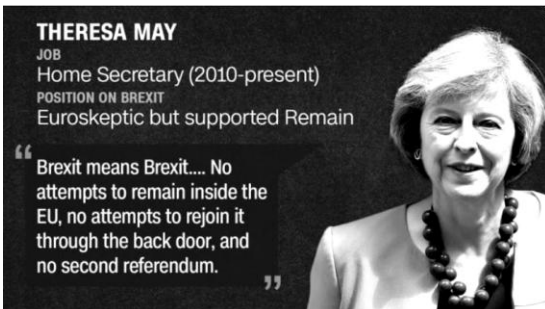 THERESA MAY
JOB
Home Secretary (2010-present)
POSITION ON BREXIT
Euroskeptic but supported Remain
“ Brexit means Brexit.... No
attempts to remain inside the
EU, no attempts to rejoin it
through the back door, and
no second referendum. ”